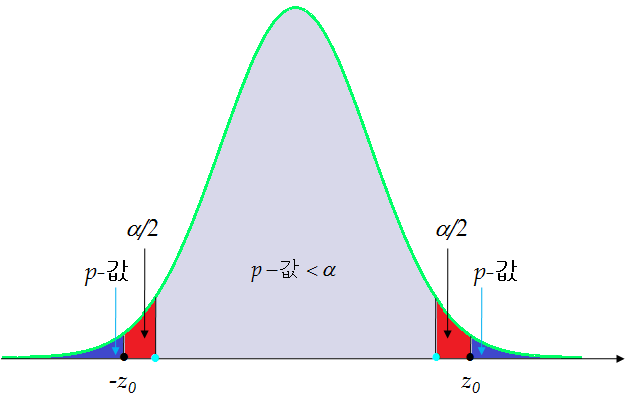 α/2
α/2
p-값
p-값
p－값 < α
-z₀
z₀